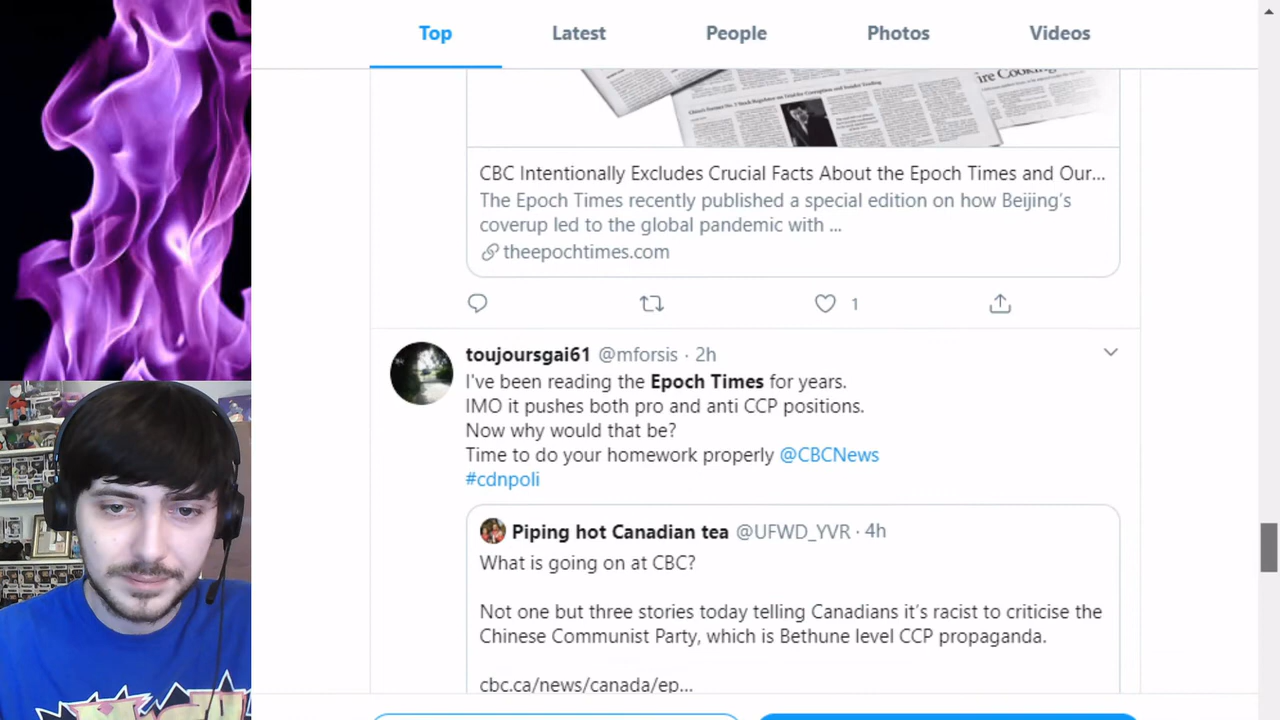 Top Latest People Photos Videos
ire Cooking
CBC Intentionally Excludes Crucial Facts About the Epoch Times and Our...
The Epoch Times recently published a special edition on how Beijing's
coverup led to the global pandemic with ...
theepochtimes.com
1
toujoursgai61 @mforsis · 2h
I've been reading the Epoch Times for years.
IMO it pushes both pro and anti CCP positions.
Now why would that be?
Time to do your homework properly @CBCNews
#cdnpoli
Piping hot Canadian tea @UFWD_YVR · 4h
What is going on at CBC?
Not one but three stories today telling Canadians it's racist to criticise the
Chinese Communist Party, which is Bethune level CCP propaganda.
cbc.ca/news/canada/ep...